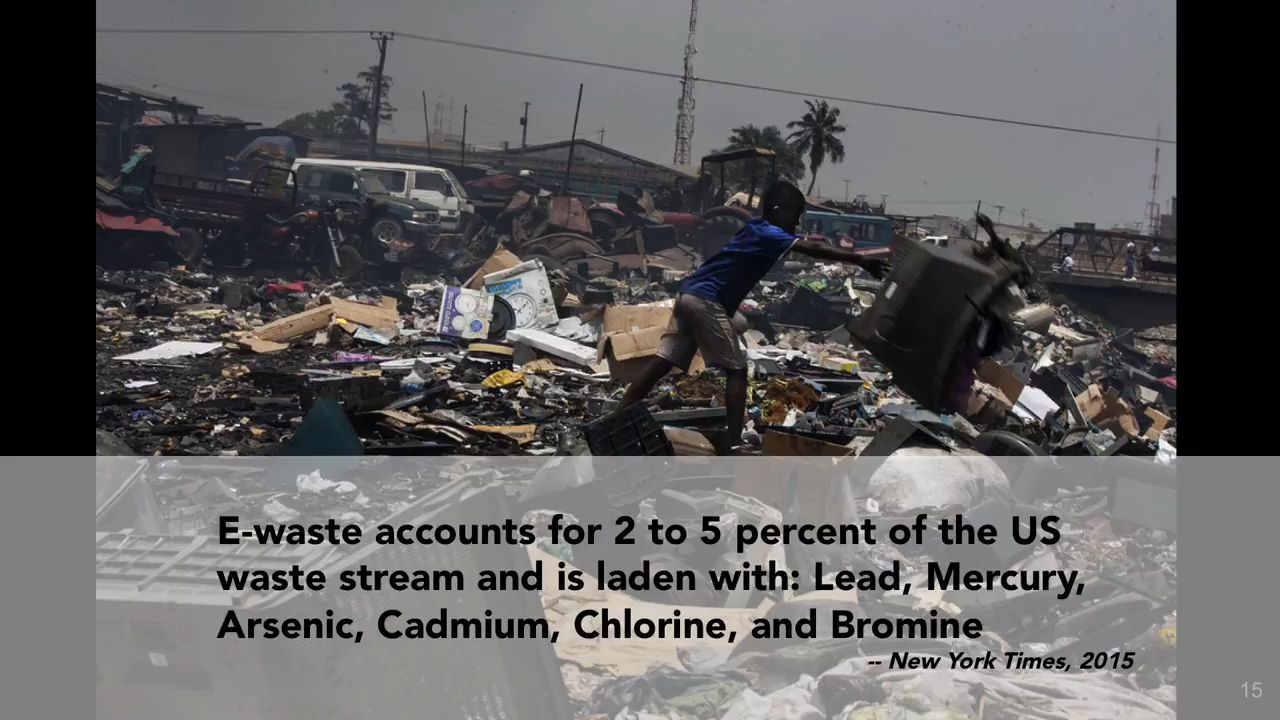 E-waste accounts for 2 to 5 percent of the US
waste stream and is laden with: Lead, Mercury,
Arsenic, Cadmium, Chlorine, and Bromine
-- New York Times, 2015
15